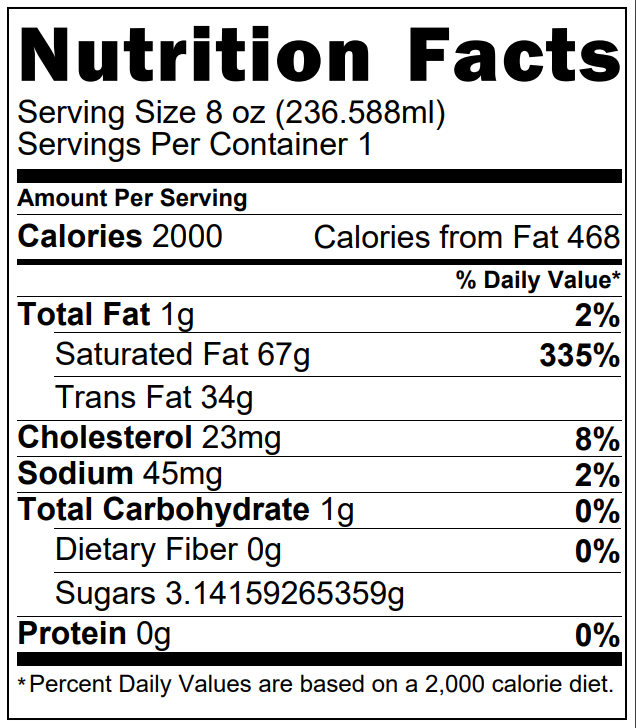 Nutrition Facts
Serving Size 8 oz (236.588ml)
Servings Per Container 1
Amount Per Serving
Calories 2000 Calories from Fat 468
% Daily Value*
Total Fat 1g 2%
Saturated Fat 67g 335%
Trans Fat 34g
Cholesterol 23mg 8%
Sodium 45mg 2%
Total Carbohydrate 1g 0%
Dietary Fiber 0g 0%
Sugars 3.14159265359g
Protein 0g 0%
*Percent Daily Values are based on a 2,000 calorie diet.